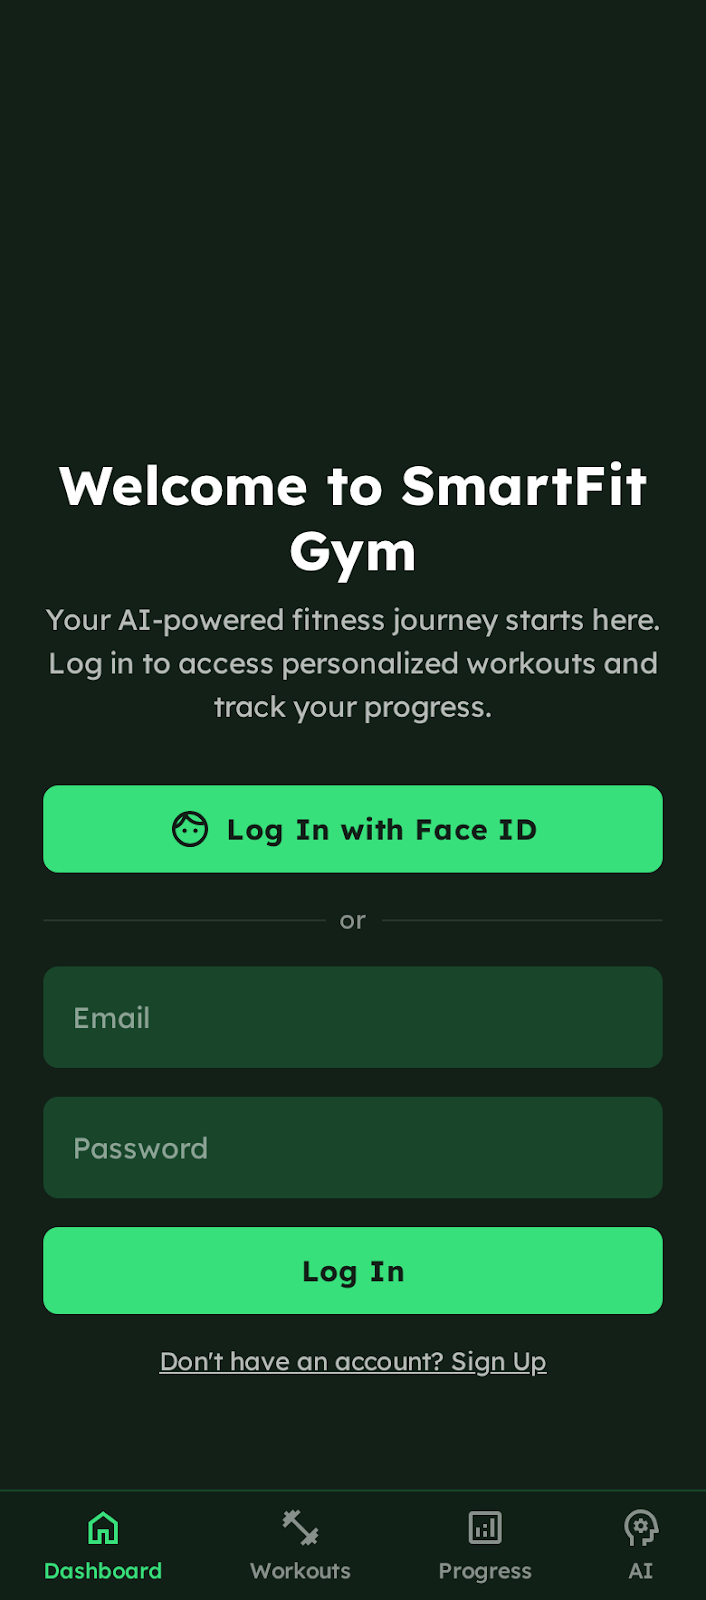 Welcome to SmartFit
Gym
Your AI-powered fitness journey starts here.
Log in to access personalized workouts and
track your progress.
Log In with Face ID
or
Email
Password
Log In
Don't have an account? Sign Up
Dashboard
Workouts
Progress
AI